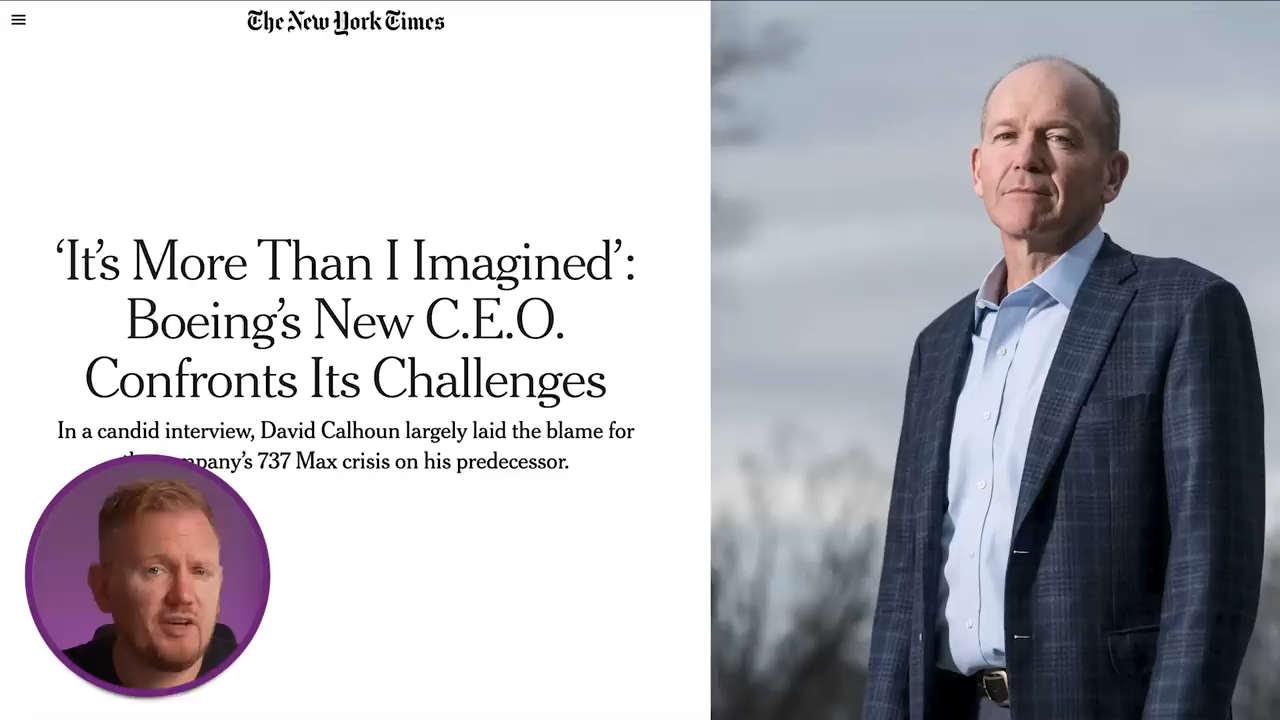 The New York Times
‘It’s More Than I Imagined’:
Boeing’s New C.E.O.
Confronts Its Challenges
In a candid interview, David Calhoun largely laid the blame for
737 Max crisis on his predecessor.